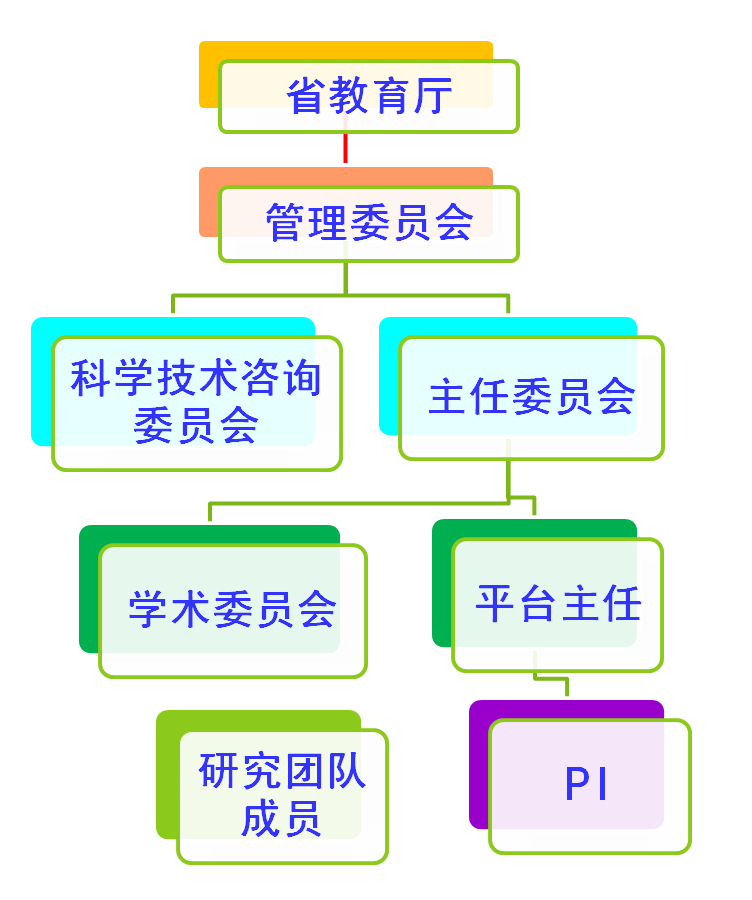 省教育厅
管理委员会
科学技术咨询
委员会
主任委员会
学术委员会
平台主任
研究团队
成员
PI